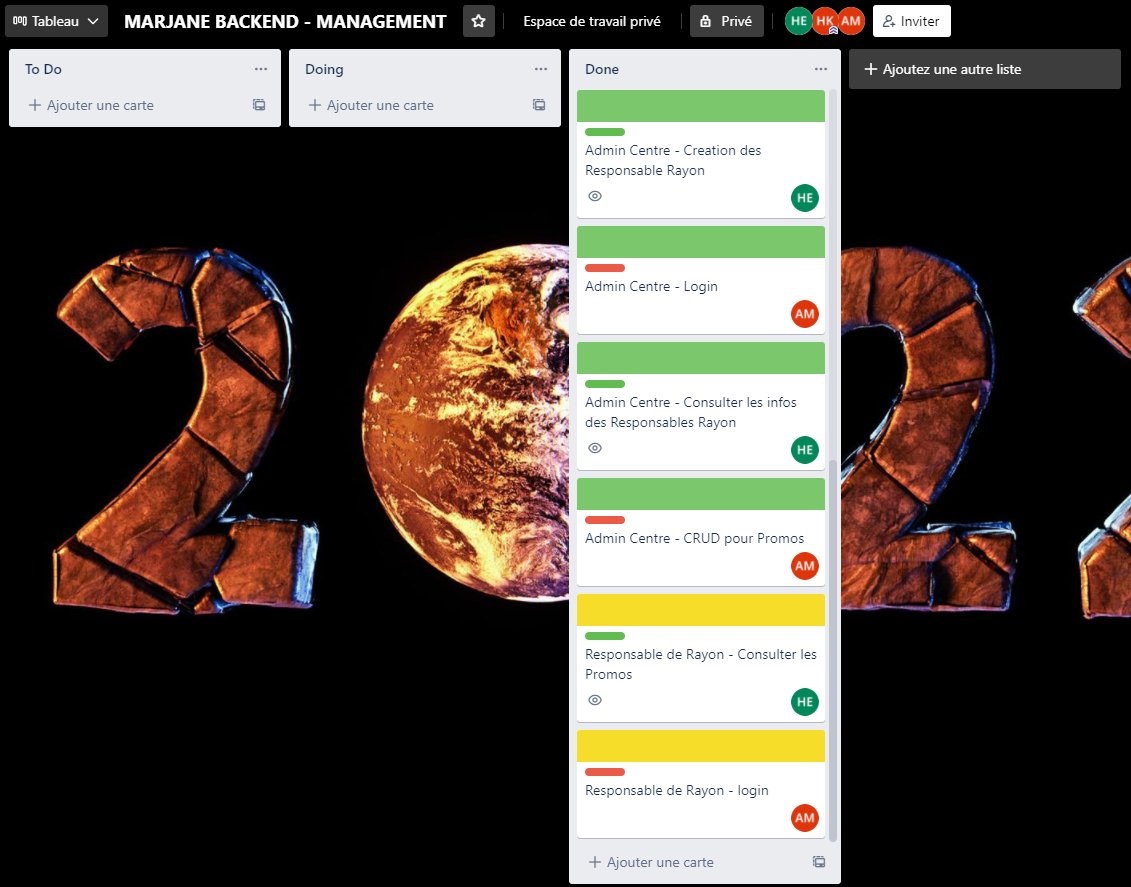 Tableau
MARJANE BACKEND - MANAGEMENT
Espace de travail privé
Privé
HE
HK
AM
Inviter
To Do
Ajouter une carte
Doing
Ajouter une carte
Done
Admin Centre - Creation des
Responsable Rayon
HE
Admin Centre - Login
AM
Admin Centre - Consulter les infos
des Responsables Rayon
HE
Admin Centre - CRUD pour Promos
AM
Responsable de Rayon - Consulter les
Promos
HE
Responsable de Rayon - login
AM
Ajouter une carte
Ajoutez une autre liste
2 2